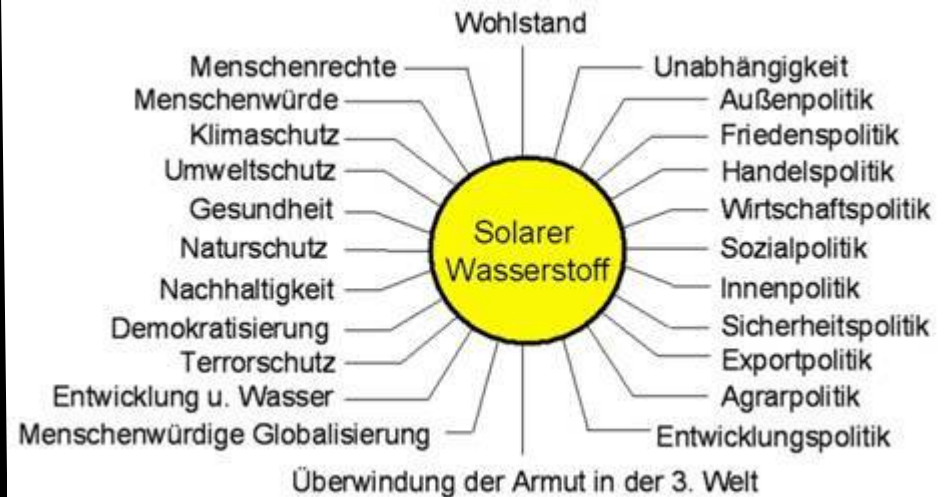 Wohlstand
Menschenrechte
Menschenwürde
Klimaschutz
Umweltschutz
Gesundheit
Naturschutz
Nachhaltigkeit
Demokratisierung
Terrorschutz
Entwicklung u. Wasser
Menschenwürdige Globalisierung
Solarer
Wasserstoff
Unabhängigkeit
Außenpolitik
Friedenspolitik
Handelspolitik
Wirtschaftspolitik
Sozialpolitik
Innenpolitik
Sicherheitspolitik
Exportpolitik
Agrarpolitik
Entwicklungspolitik
Überwindung der Armut in der 3. Welt